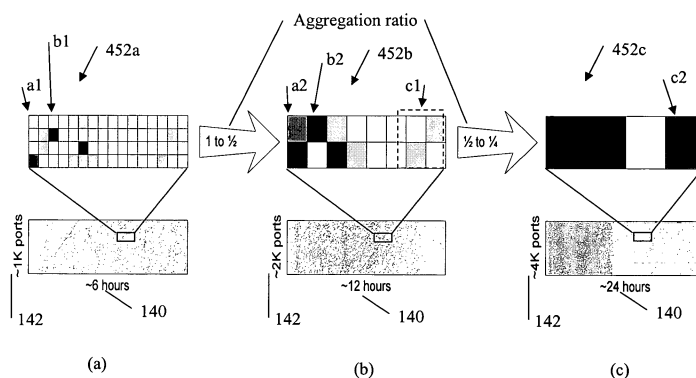 Aggregation ratio
b1
452a
a1
b2
452b
a2
c1
452c
c2
1 to ½
½ to ¼
~1K ports
~6 hours
142
140
~2K ports
~12 hours
142
140
~4K ports
~24 hours
142
140
(a)
(b)
(c)